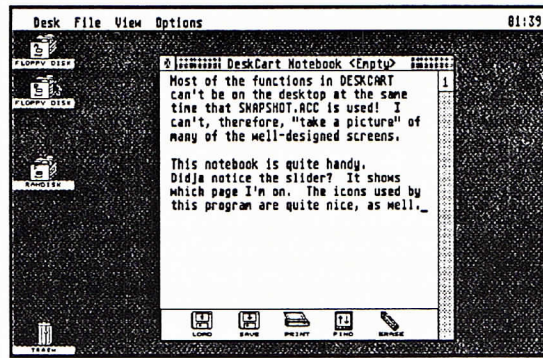 Desk File View Options 01:39
FLOPPY DISK
FLOPPY DISK
RAMDISK
TRASH
DeskCart Notebook <Empty>
1
Most of the functions in DESKCART
can't be on the desktop at the same
time that SNAPSHOT.ACC is used! I
can't, therefore, "take a picture" of
many of the well-designed screens.
This notebook is quite handy.
Didja notice the slider? It shows
which page I'm on. The icons used by
this program are quite nice, as well._
LOAD SAVE PRINT FIND ERASE